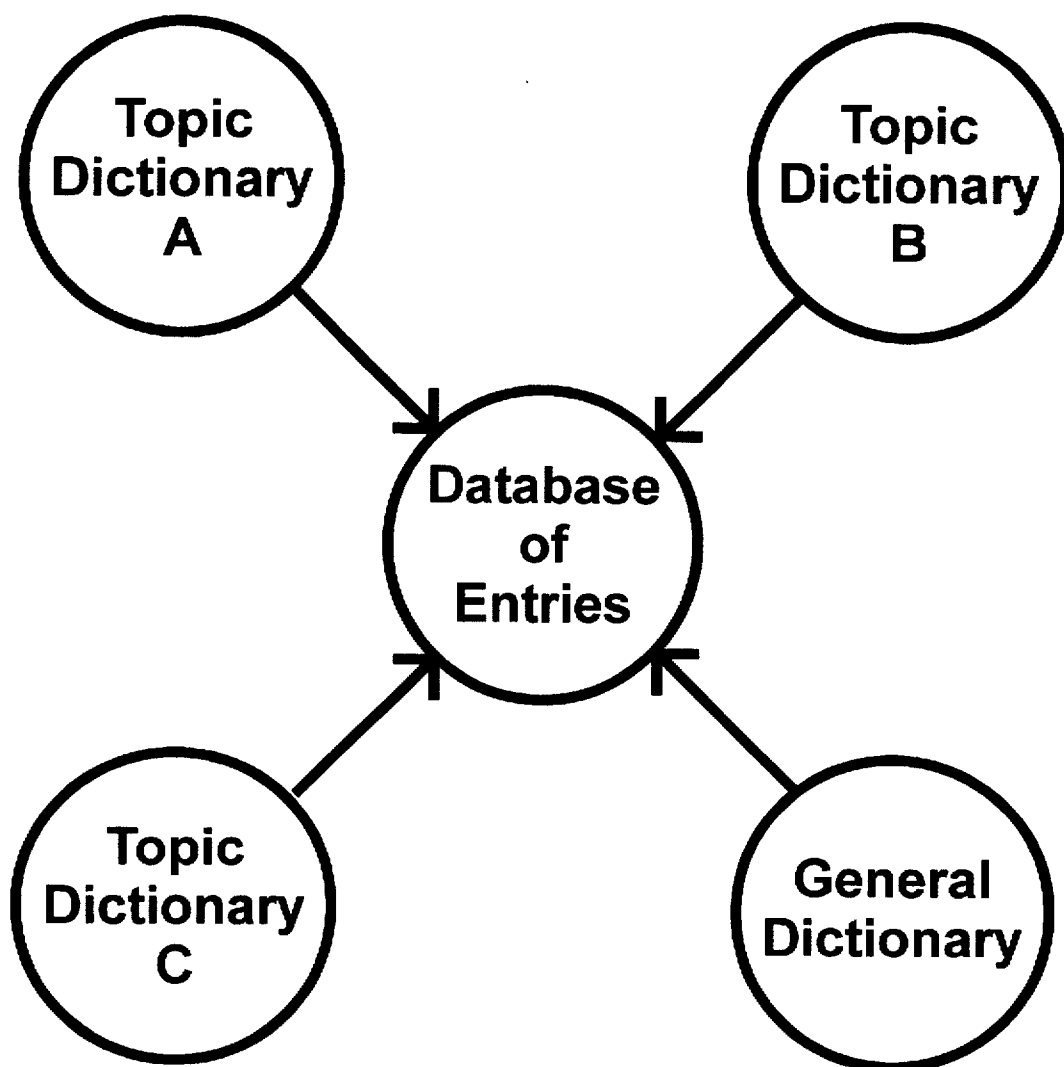 Topic
Dictionary
A
Topic
Dictionary
B
Database
of
Entries
Topic
Dictionary
C
General
Dictionary